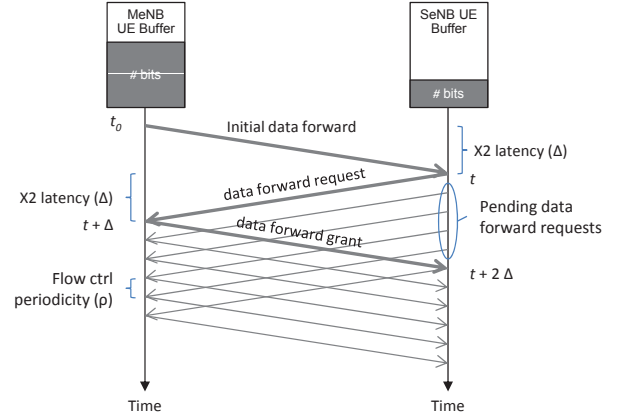 MeNB
UE Buffer
# bits
SeNB UE
Buffer
# bits
t0
Initial data forward
X2 latency (Δ)
t
X2 latency (Δ)
data forward request
t + Δ
data forward grant
Pending data
forward requests
t + 2 Δ
Flow ctrl
periodicity (ρ)
Time
Time